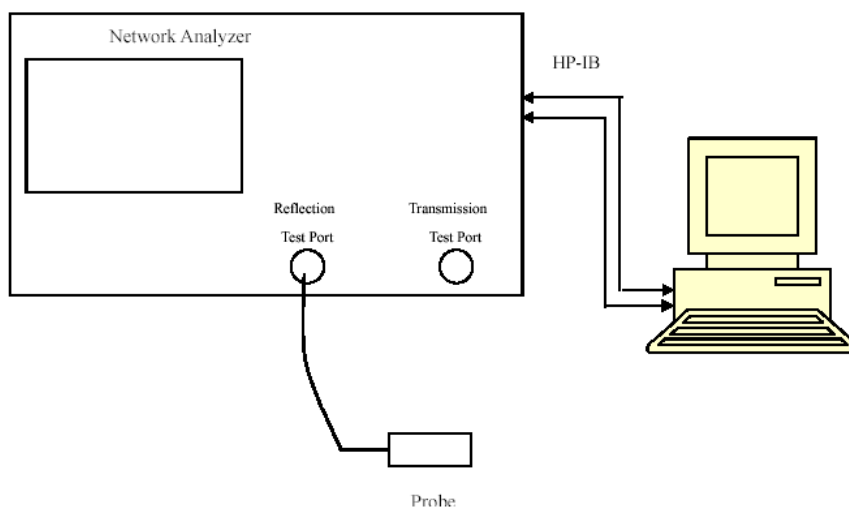 Network Analyzer
HP-IB
Reflection
Test Port
Transmission
Test Port
Probe